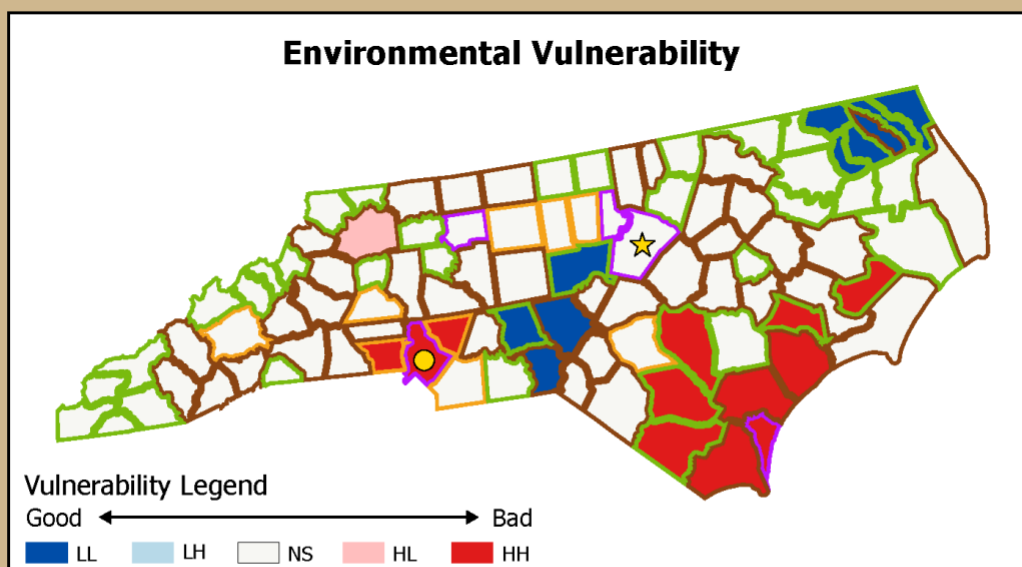 Environmental Vulnerability
Vulnerability Legend
Good Bad
LL LH NS HL HH